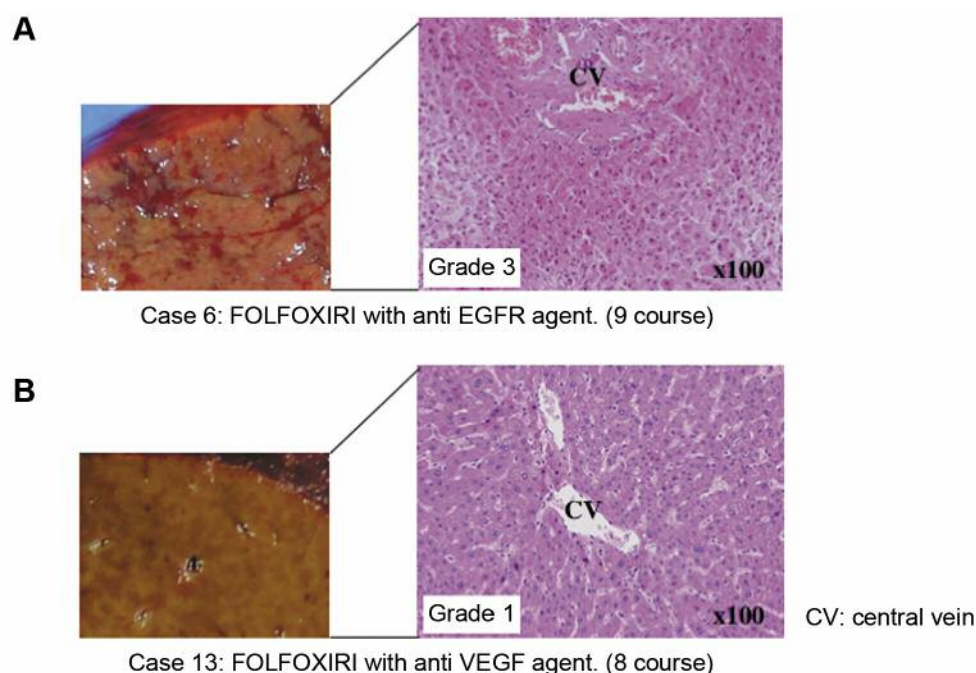 A
CV
Grade 3
x100
Case 6: FOLFOXIRI with anti EGFR agent. (9 course)
B
CV
Grade 1
x100
CV: central vein
Case 13: FOLFOXIRI with anti VEGF agent. (8 course)